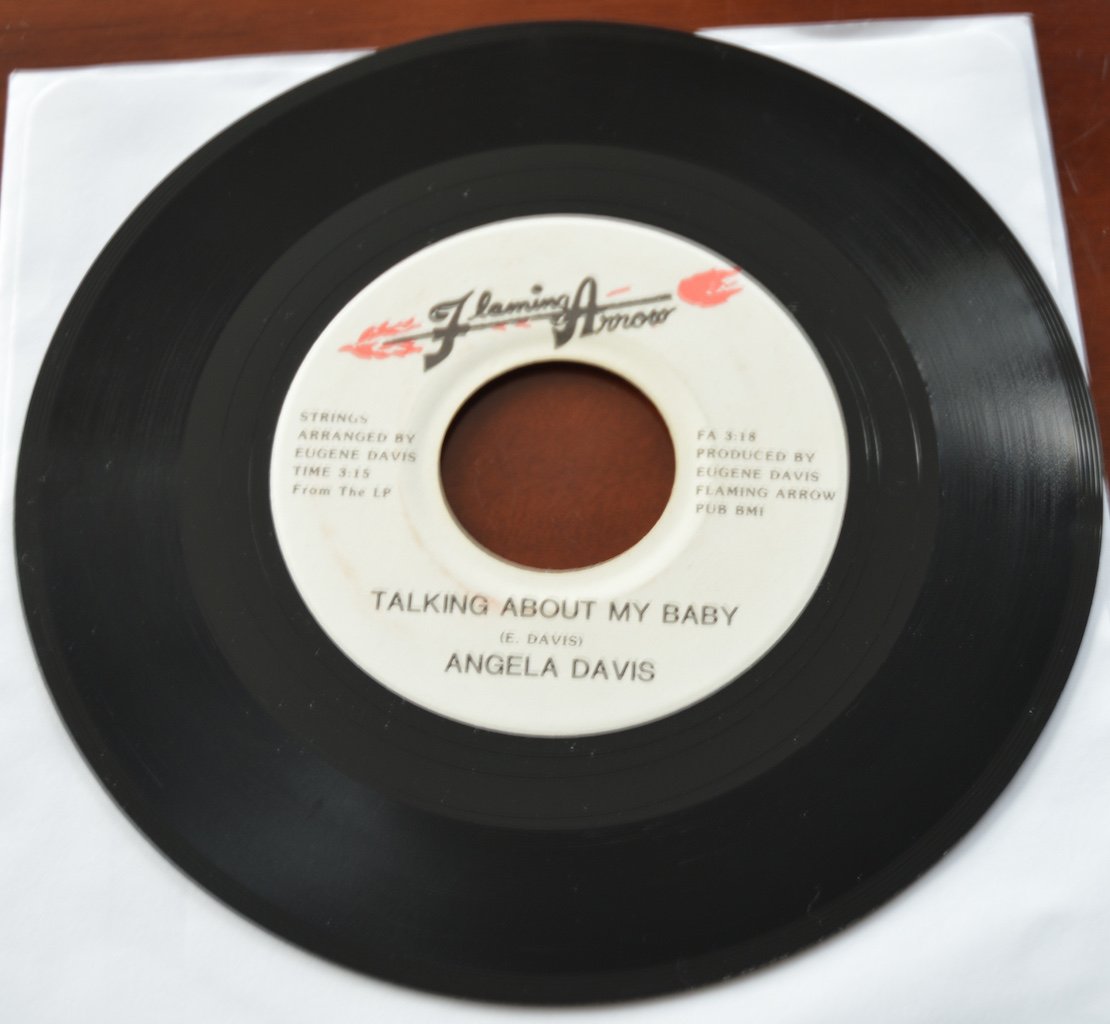 Flaming Arrow
STRINGS
ARRANGED BY
EUGENE DAVIS
TIME 3:15
From The LP
FA 3:18
PRODUCED BY
EUGENE DAVIS
FLAMING ARROW
PUB BMI
TALKING ABOUT MY BABY
(E. DAVIS)
ANGELA DAVIS